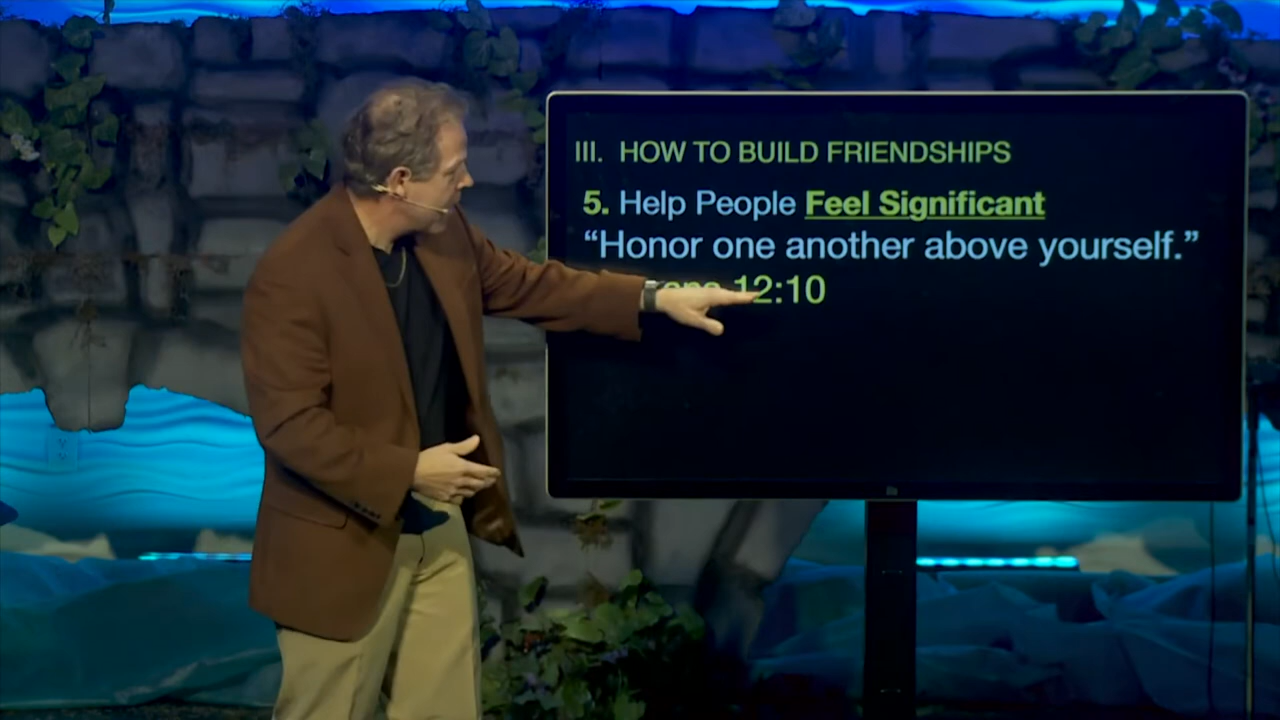 III. HOW TO BUILD FRIENDSHIPS
5. Help People Feel Significant
“Honor one another above yourself.”
12:10